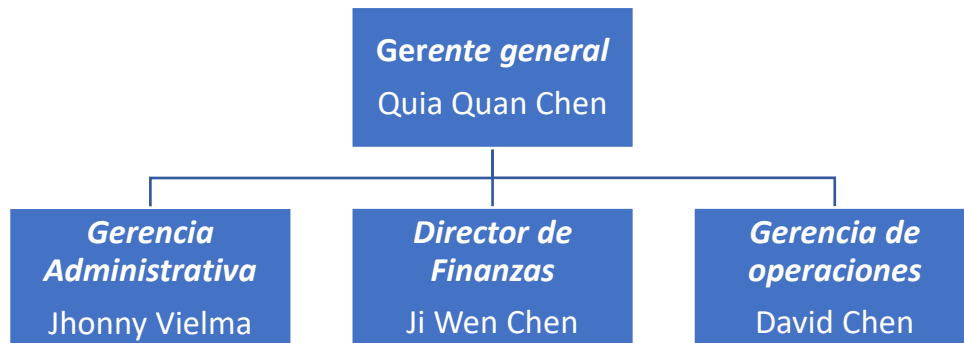 Gerente general
Quia Quan Chen
Gerencia
Administrativa
Jhonny Vielma
Director de
Finanzas
Ji Wen Chen
Gerencia de
operaciones
David Chen